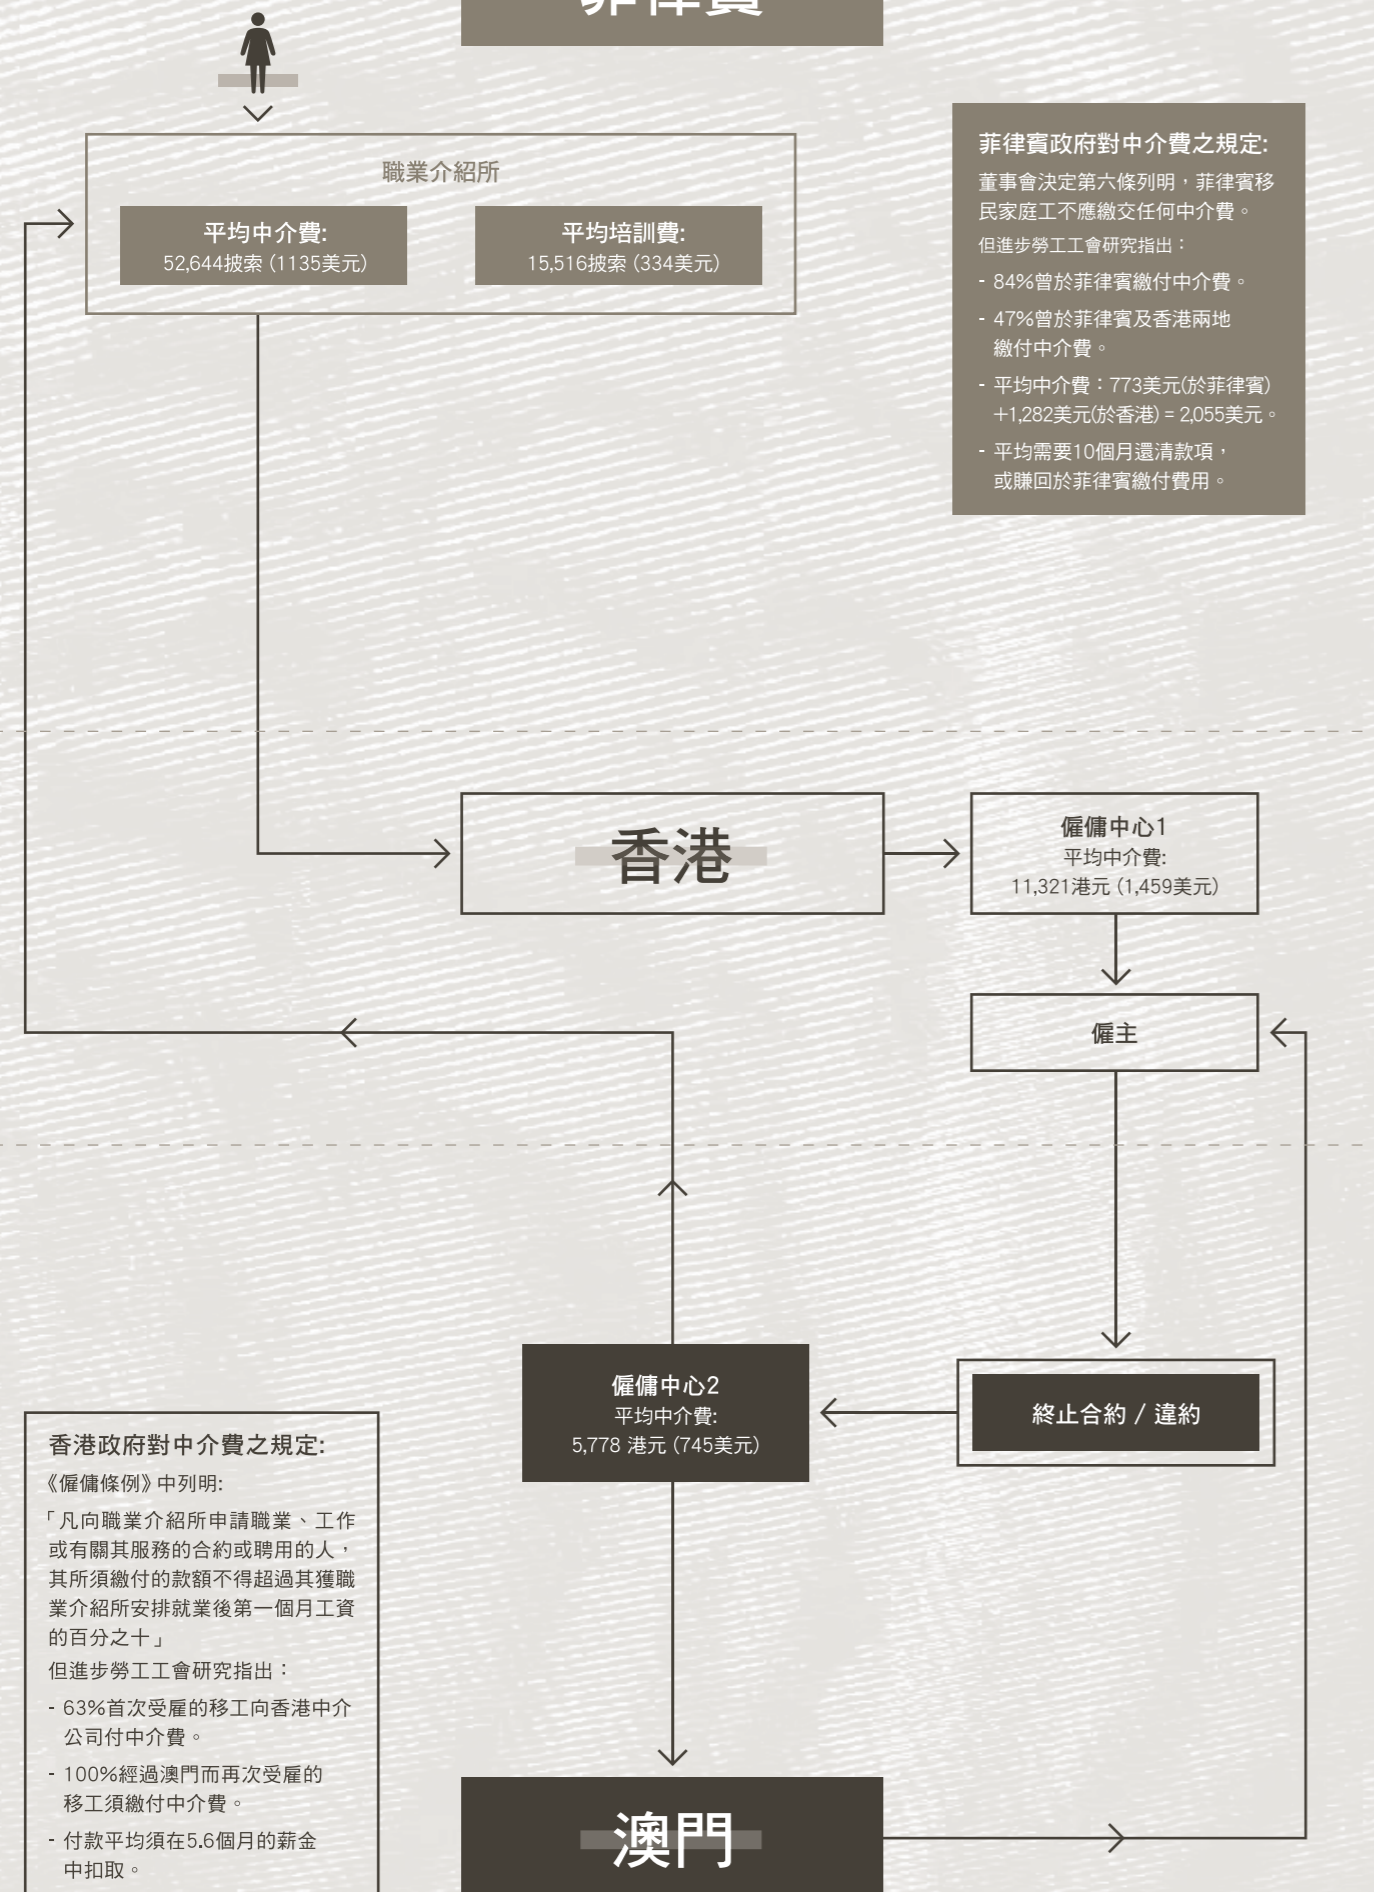 菲律賓
職業介紹所
平均中介費:
52,644披索 (1135美元)
平均培訓費:
15,516披索 (334美元)
菲律賓政府對中介費之規定:
董事會決定第六條列明，菲律賓移
民家庭工不應繳交任何中介費。
但進步勞工工會研究指出：
- 84%曾於菲律賓繳付中介費。
- 47%曾於菲律賓及香港兩地
繳付中介費。
- 平均中介費：773美元(於菲律賓)
+1,282美元(於香港) = 2,055美元。
- 平均需要10個月還清款項，
或賺回於菲律賓繳付費用。
香港
僱傭中心1
平均中介費:
11,321港元 (1,459美元)
僱主
終止合約 / 違約
僱傭中心2
平均中介費:
5,778 港元 (745美元)
澳門
香港政府對中介費之規定:
《僱傭條例》中列明:
「凡向職業介紹所申請職業、工作
或有關其服務的合約或聘用的人，
其所須繳付的款額不得超過其獲職
業介紹所安排就業後第一個月工資
的百分之十」
但進步勞工工會研究指出：
- 63%首次受雇的移工向香港中介
公司付中介費。
- 100%經過澳門而再次受雇的
移工須繳付中介費。
- 付款平均須在5.6個月的薪金
中扣取。